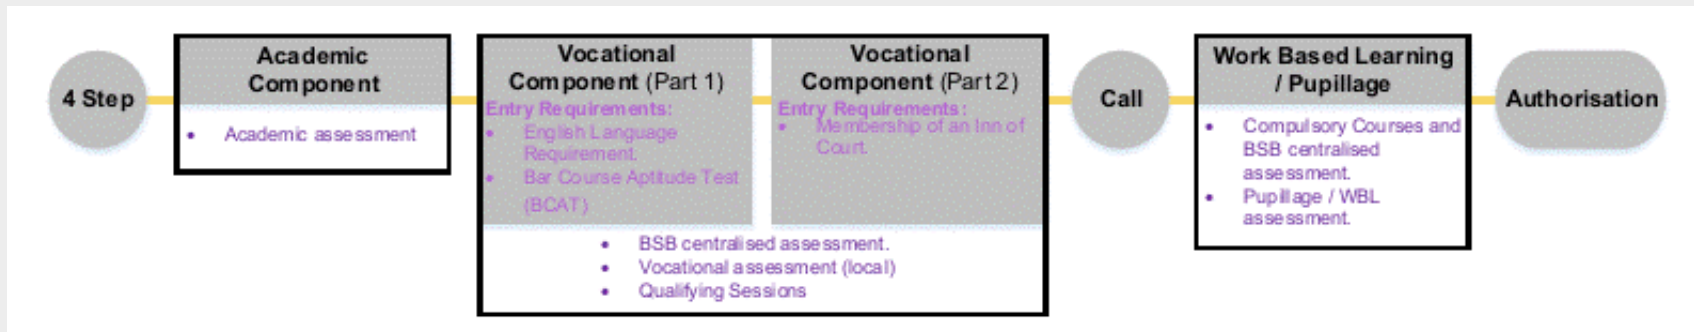 4 Step
Academic
Component
• Academic assessment
Vocational
Component (Part 1)
Entry Requirements:
• English Language
Requirement.
• Bar Course Aptitude Test
(BCAT)
Vocational
Component (Part 2)
Entry Requirements:
• Membership of an Inn of
Court.
• BSB centralised assessment.
• Vocational assessment (local)
• Qualifying Sessions
Call
Work Based Learning
/ Pupillage
• Compulsory Courses and
BSB centralised
assessment.
• Pupillage / WBL
assessment.
Authorisation